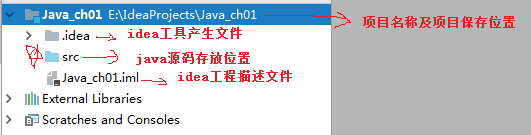 Java_ch01 E:\IdeaProjects\Java_ch01 项目名称及项目保存位置
.idea idea工具产生文件
src java源码存放位置
Java_ch01.iml idea工程描述文件
External Libraries
Scratches and Consoles